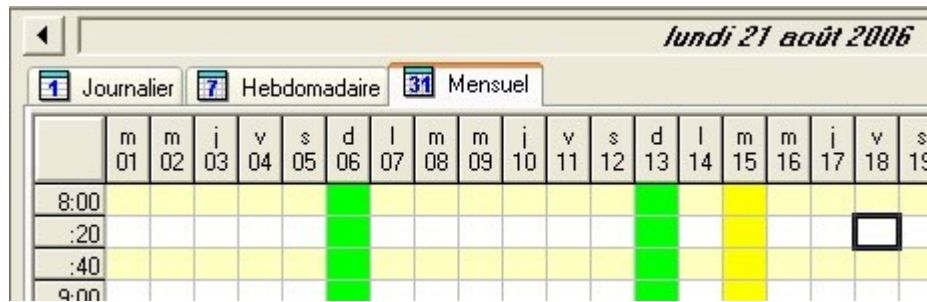 lundi 21 août 2006
1 Journalier 7 Hebdomadaire 31 Mensuel
m m j v s d l m m j v s d l m m j v s
01 02 03 04 05 06 07 08 09 10 11 12 13 14 15 16 17 18 19
8:00
:20
:40
9:00